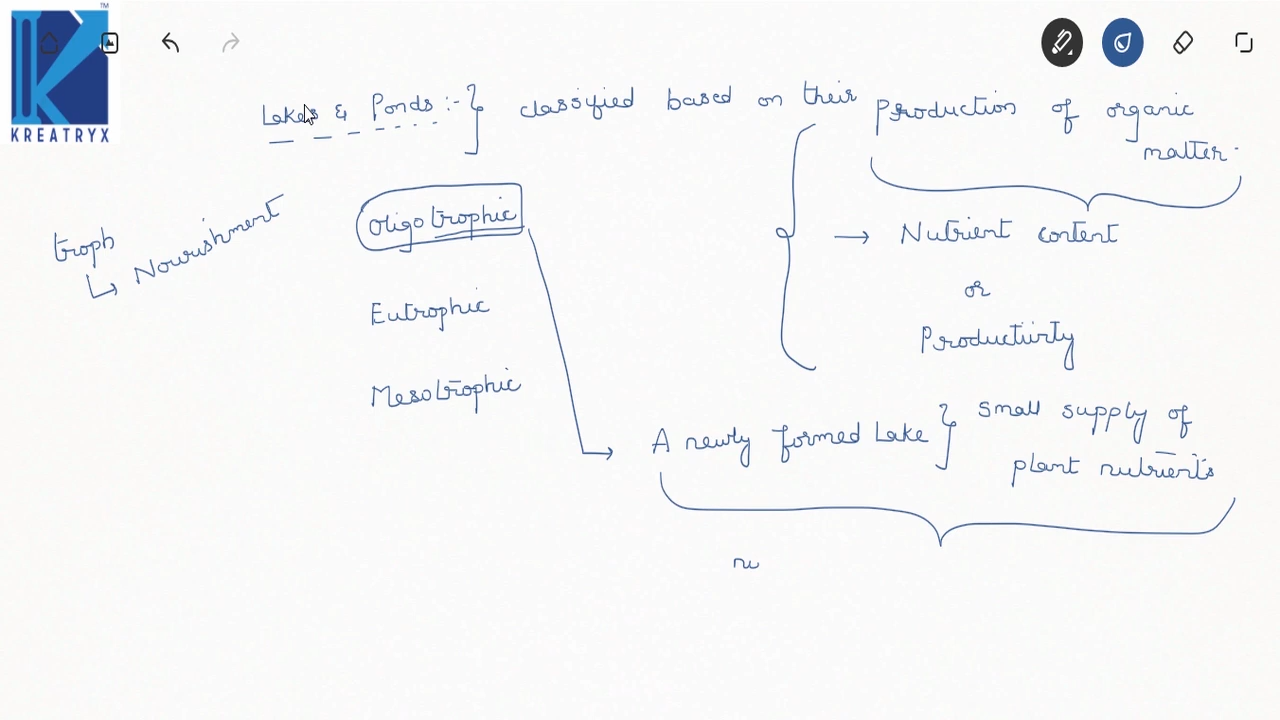 TM
KREATRYX
Lakes & Ponds :- classified based on their Production of organic
matter.
troph
Nourishment
Oligotrophic
→ Nutrient content
or
Productivity
Eutrophic
Mesotrophic
A newly formed Lake Small supply of
plant nutrients